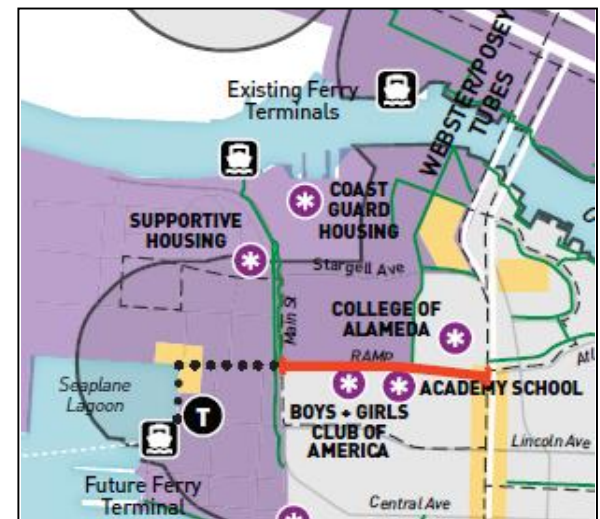 Existing Ferry
Terminals
WEBSTER/POSEY
TUBES
COAST
GUARD
HOUSING
SUPPORTIVE
HOUSING
Stargell Ave
Main St
COLLEGE OF
ALAMEDA
RAMP
Atl
Seaplane
Lagoon
T
ACADEMY SCHOOL
BOYS + GIRLS
CLUB OF
AMERICA
Lincoln Ave
Future Ferry
Terminal
Central Ave